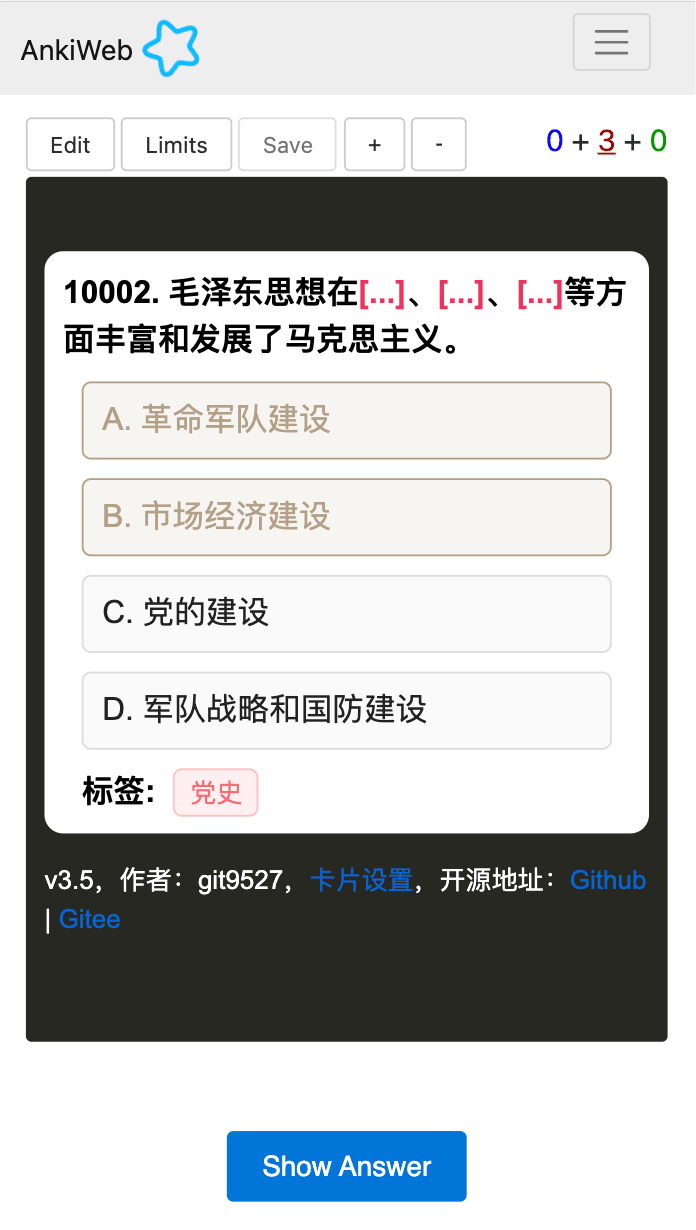 AnkiWeb
Edit Limits Save + - 0 + 3 + 0
10002. 毛泽东思想在[...]、[...]、[...]等方
面丰富和发展了马克思主义。
A. 革命军队建设
B. 市场经济建设
C. 党的建设
D. 军队战略和国防建设
标签: 党史
v3.5，作者：git9527，卡片设置，开源地址：Github
| Gitee
Show Answer